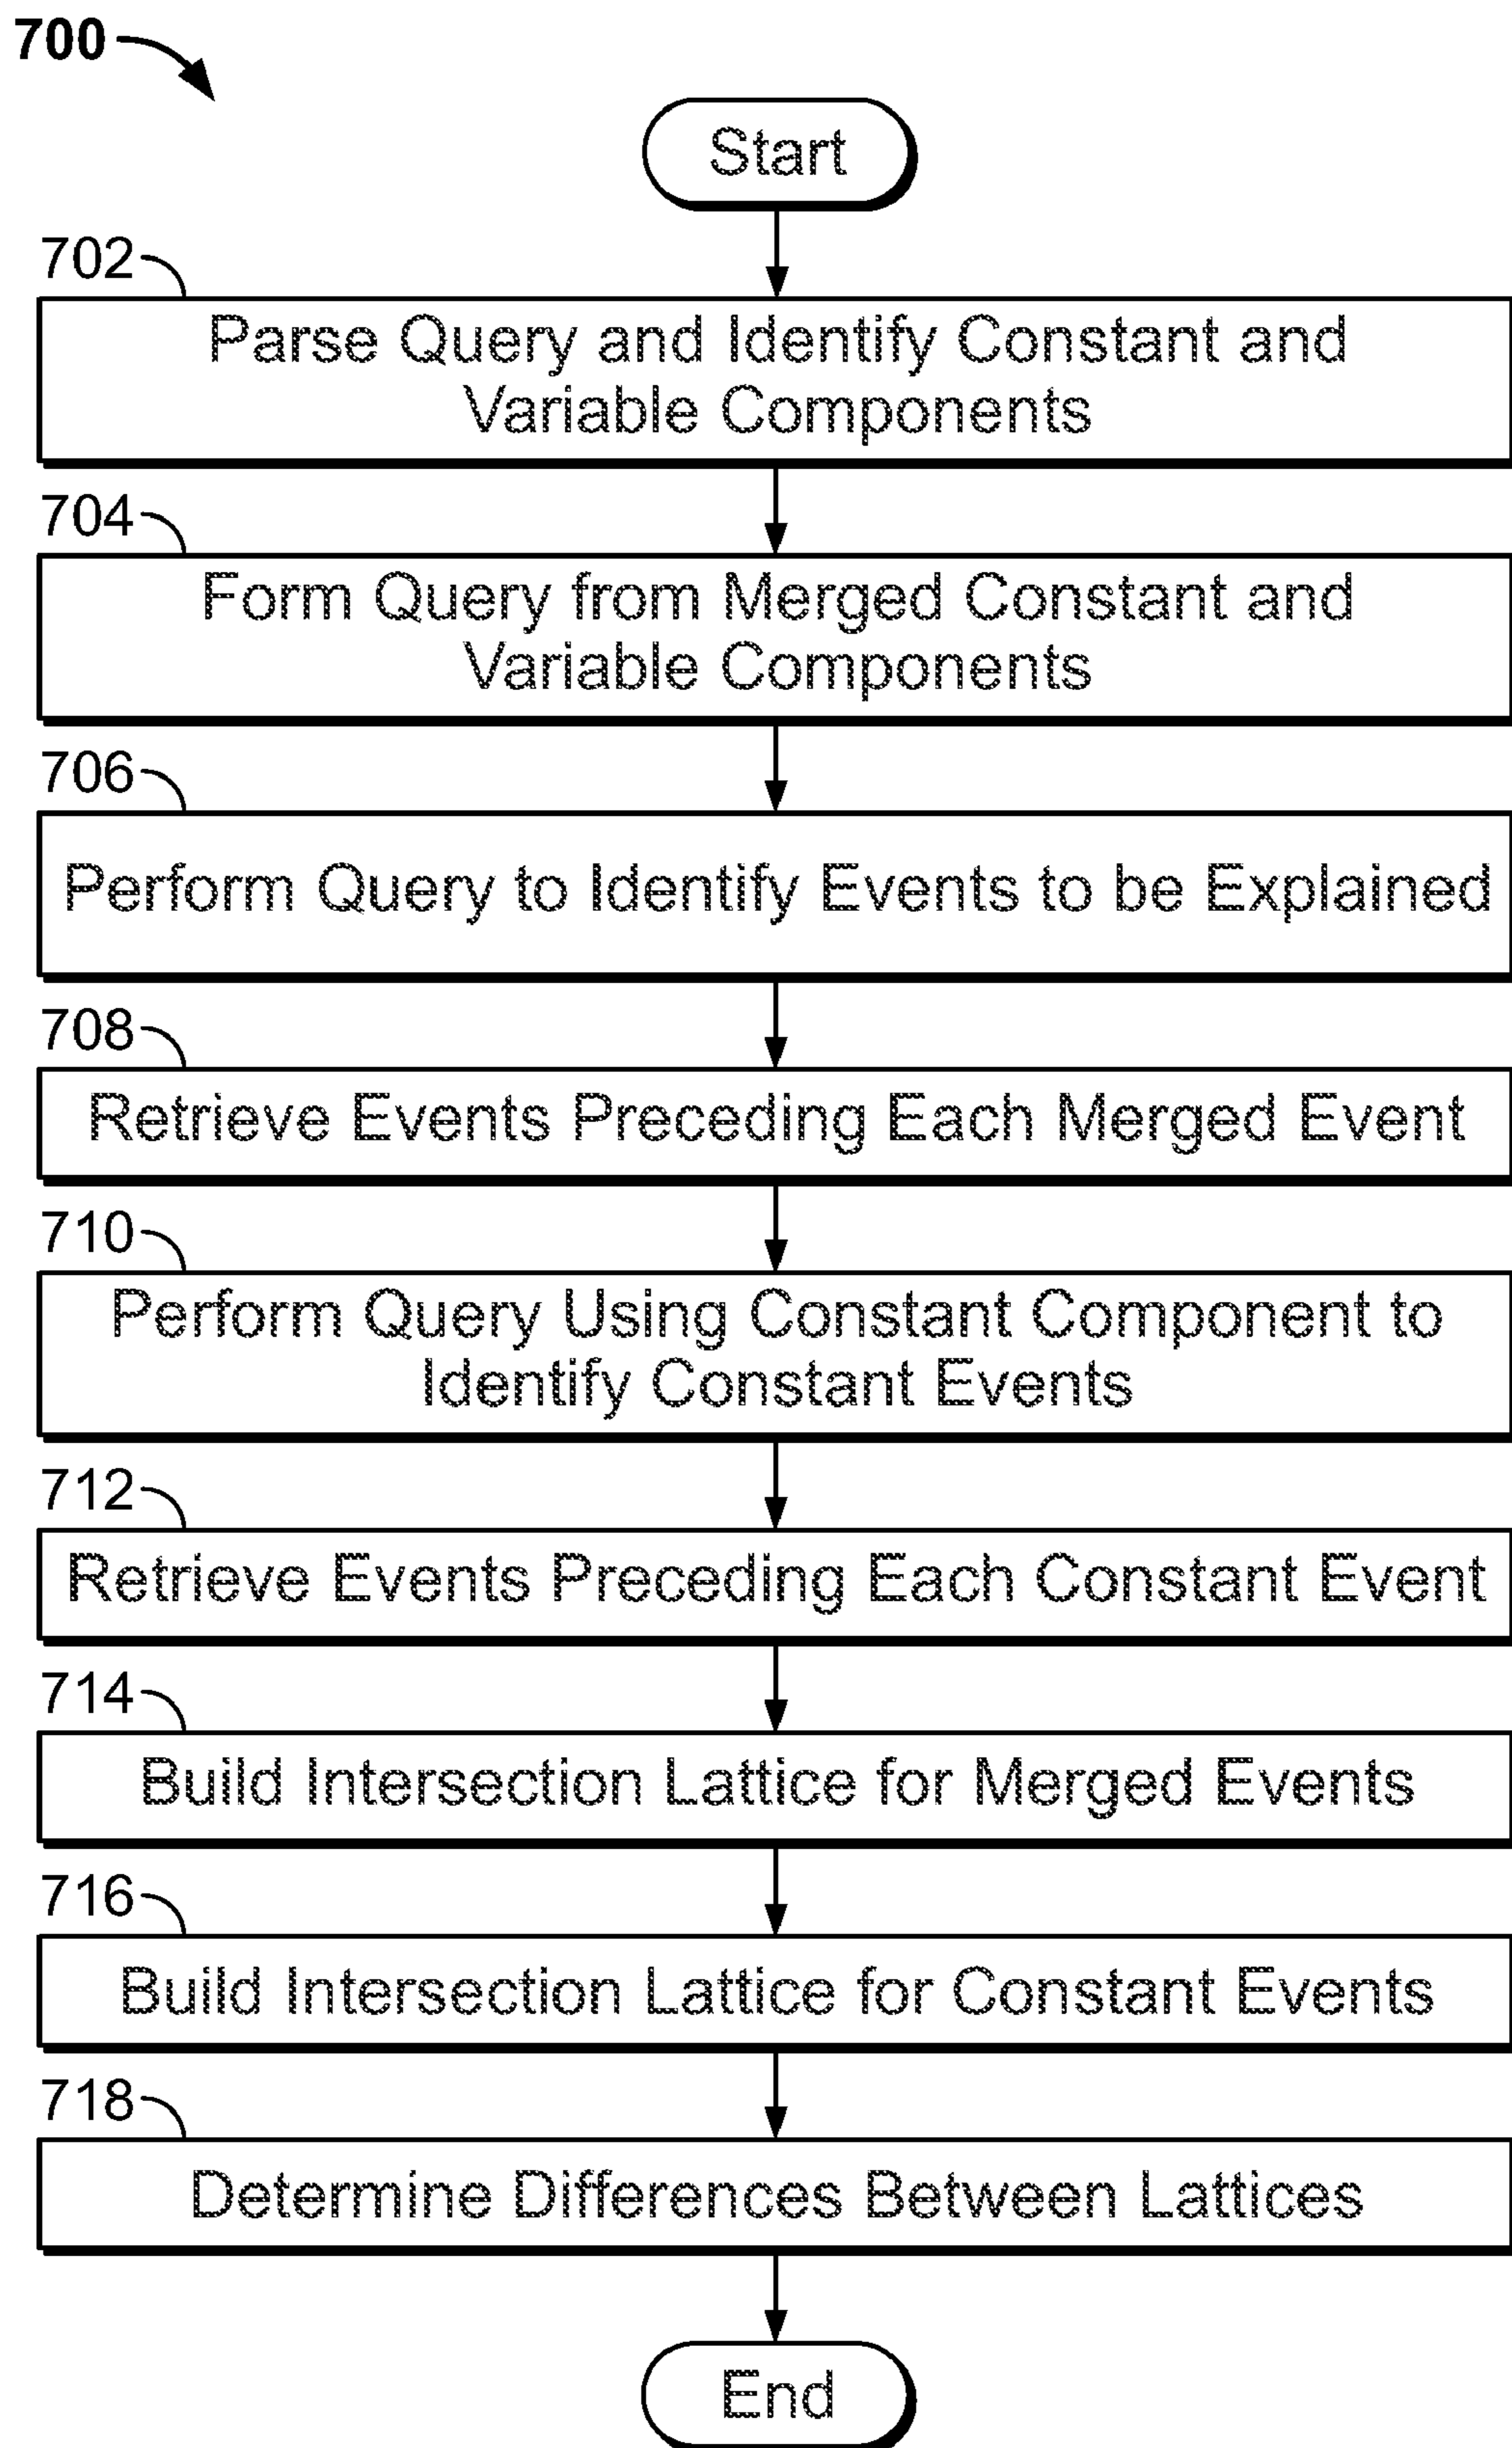 700
Start
702
Parse Query and Identify Constant and
Variable Components
704
Form Query from Merged Constant and
Variable Components
706
Perform Query to Identify Events to be Explained
708
Retrieve Events Preceding Each Merged Event
710
Perform Query Using Constant Component to
Identify Constant Events
712
Retrieve Events Preceding Each Constant Event
714
Build Intersection Lattice for Merged Events
716
Build Intersection Lattice for Constant Events
718
Determine Differences Between Lattices
End